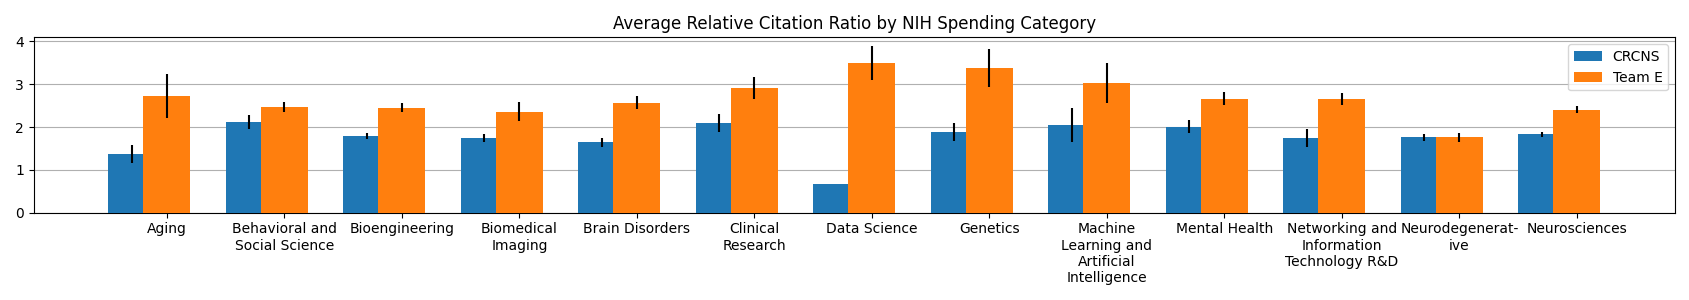 Average Relative Citation Ratio by NIH Spending Category
4
3
2
1
0
CRCNS
Team E
Aging
Behavioral and
Social Science
Bioengineering
Biomedical
Imaging
Brain Disorders
Clinical
Research
Data Science
Genetics
Machine
Learning and
Artificial
Intelligence
Mental Health
Networking and
Information
Technology R&D
Neurodegenerat-
ive
Neurosciences